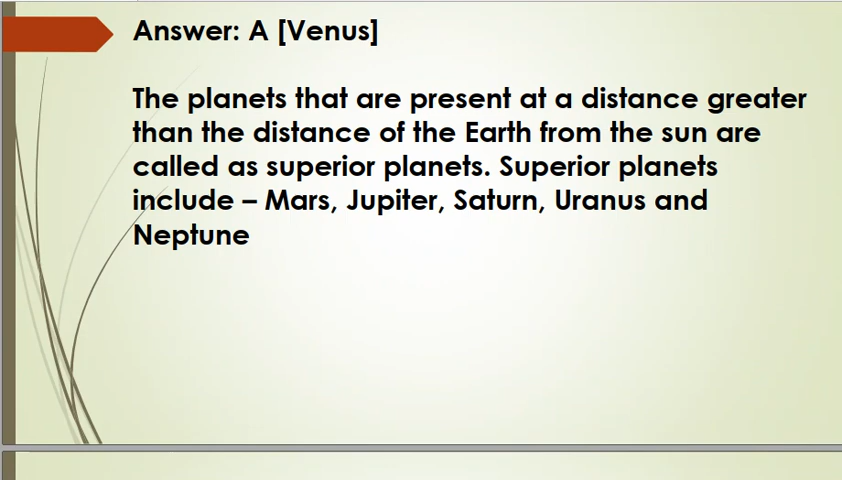 Answer: A [Venus]
The planets that are present at a distance greater
than the distance of the Earth from the sun are
called as superior planets. Superior planets
include – Mars, Jupiter, Saturn, Uranus and
Neptune